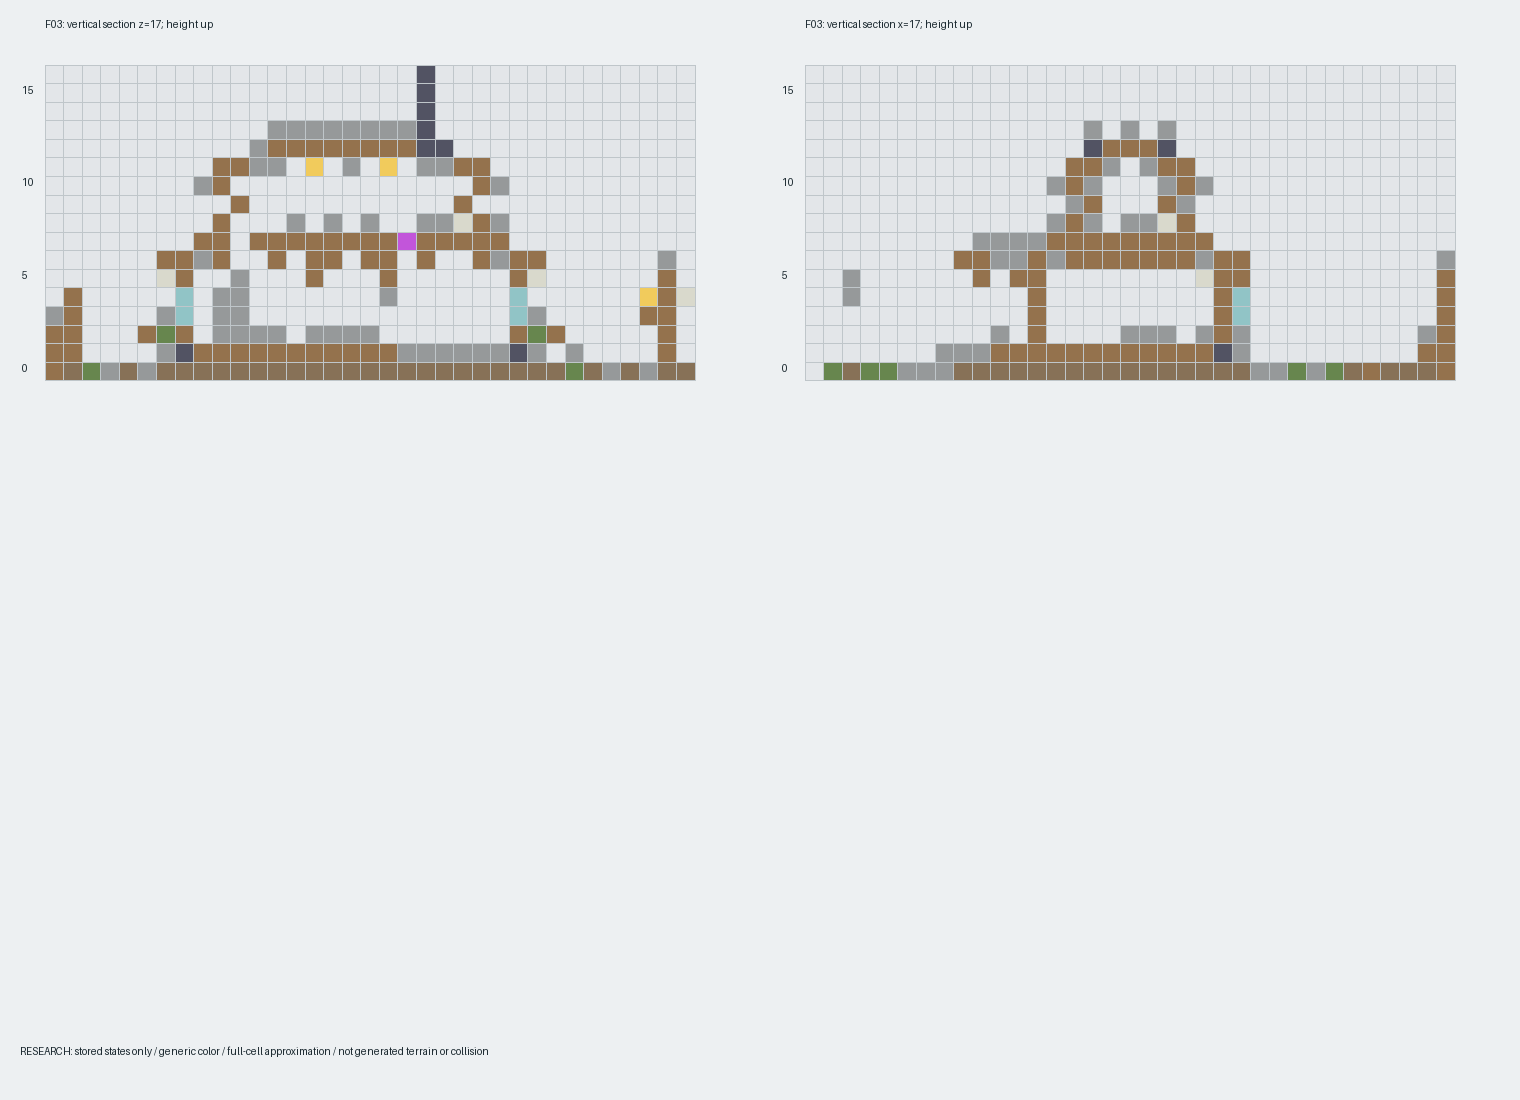 F03: vertical section z=17; height up
F03: vertical section x=17; height up
15
15
10
10
5
5
0
0
RESEARCH: stored states only / generic color / full-cell approximation / not generated terrain or collision